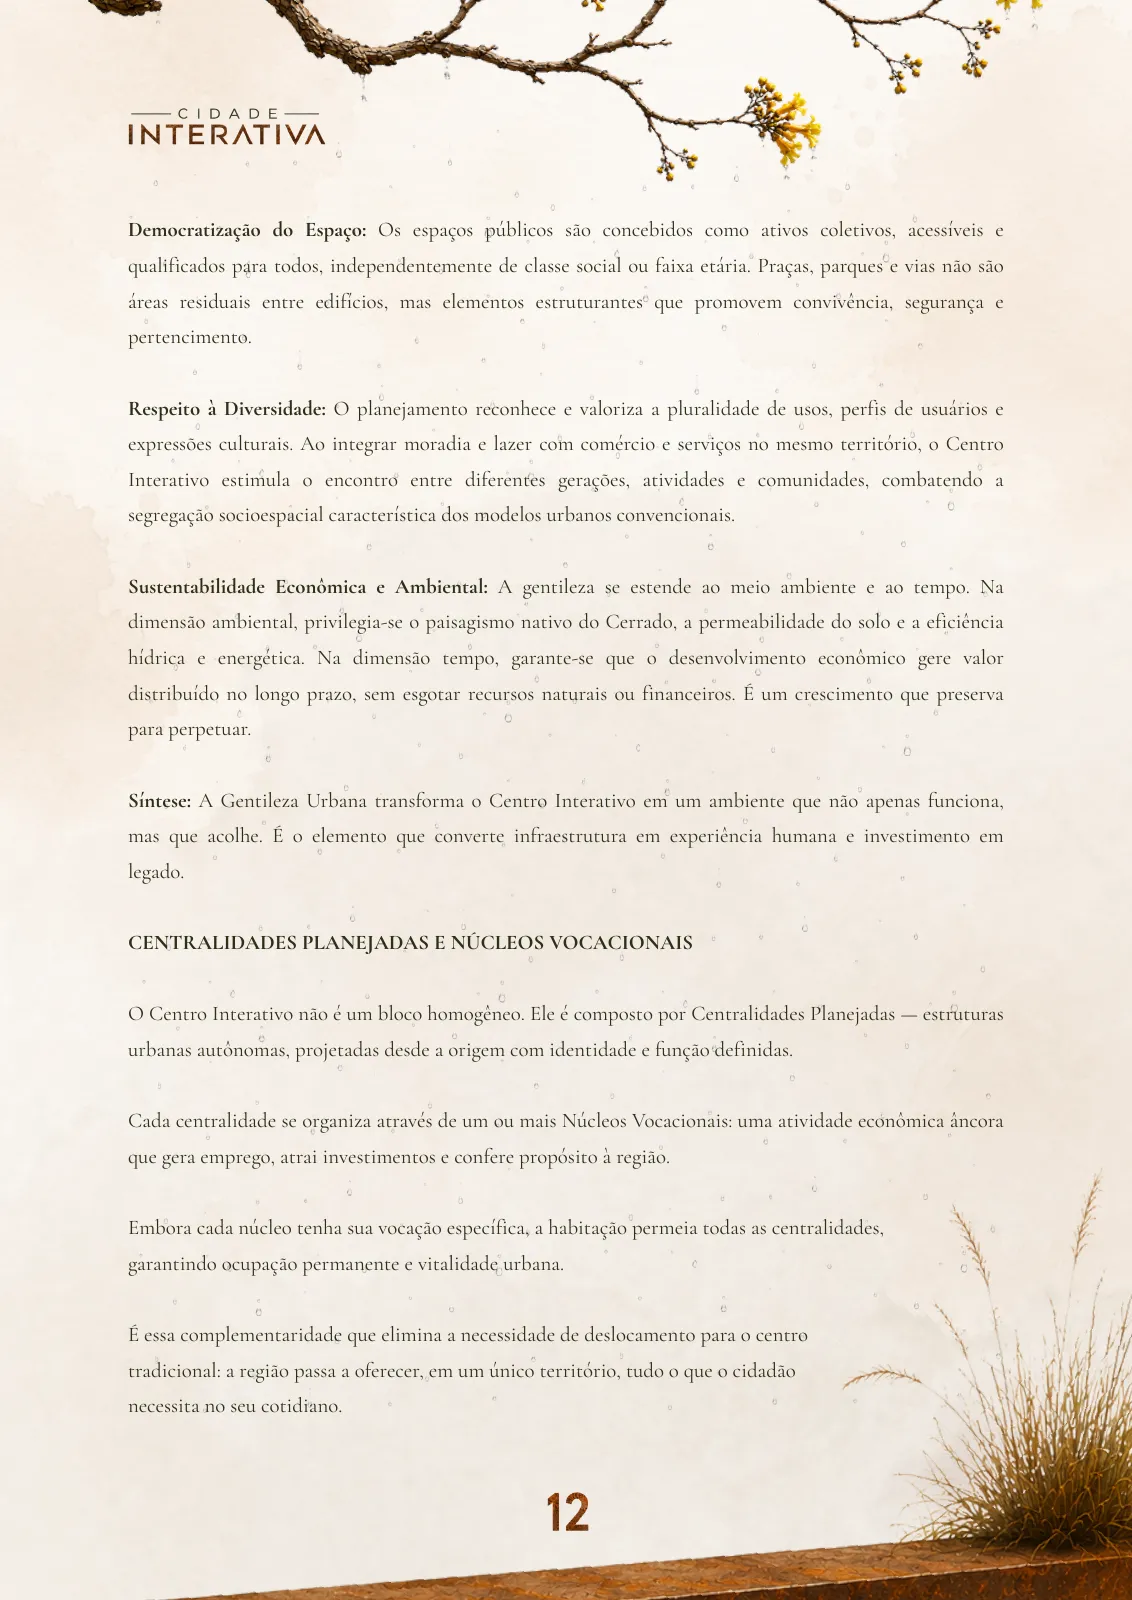 CIDADE
INTERATIVA
Democratização do Espaço: Os espaços públicos são concebidos como ativos coletivos, acessíveis e
qualificados para todos, independentemente de classe social ou faixa etária. Praças, parques e vias não são
áreas residuais entre edifícios, mas elementos estruturantes que promovem convivência, segurança e
pertencimento.
Respeito à Diversidade: O planejamento reconhece e valoriza a pluralidade de usos, perfis de usuários e
expressões culturais. Ao integrar moradia e lazer com comércio e serviços no mesmo território, o Centro
Interativo estimula o encontro entre diferentes gerações, atividades e comunidades, combatendo a
segregação socioespacial característica dos modelos urbanos convencionais.
Sustentabilidade Econômica e Ambiental: A gentileza se estende ao meio ambiente e ao tempo. Na
dimensão ambiental, privilegia-se o paisagismo nativo do Cerrado, a permeabilidade do solo e a eficiência
hídrica e energética. Na dimensão tempo, garante-se que o desenvolvimento econômico gere valor
distribuído no longo prazo, sem esgotar recursos naturais ou financeiros. É um crescimento que preserva
para perpetuar.
Síntese: A Gentileza Urbana transforma o Centro Interativo em um ambiente que não apenas funciona,
mas que acolhe. É o elemento que converte infraestrutura em experiência humana e investimento em
legado.
CENTRALIDADES PLANEJADAS E NÚCLEOS VOCACIONAIS
O Centro Interativo não é um bloco homogêneo. Ele é composto por Centralidades Planejadas — estruturas
urbanas autônomas, projetadas desde a origem com identidade e função definidas.
Cada centralidade se organiza através de um ou mais Núcleos Vocacionais: uma atividade econômica âncora
que gera emprego, atrai investimentos e confere propósito à região.
Embora cada núcleo tenha sua vocação específica, a habitação permeia todas as centralidades,
garantindo ocupação permanente e vitalidade urbana.
É essa complementaridade que elimina a necessidade de deslocamento para o centro
tradicional: a região passa a oferecer, em um único território, tudo o que o cidadão
necessita no seu cotidiano.
12